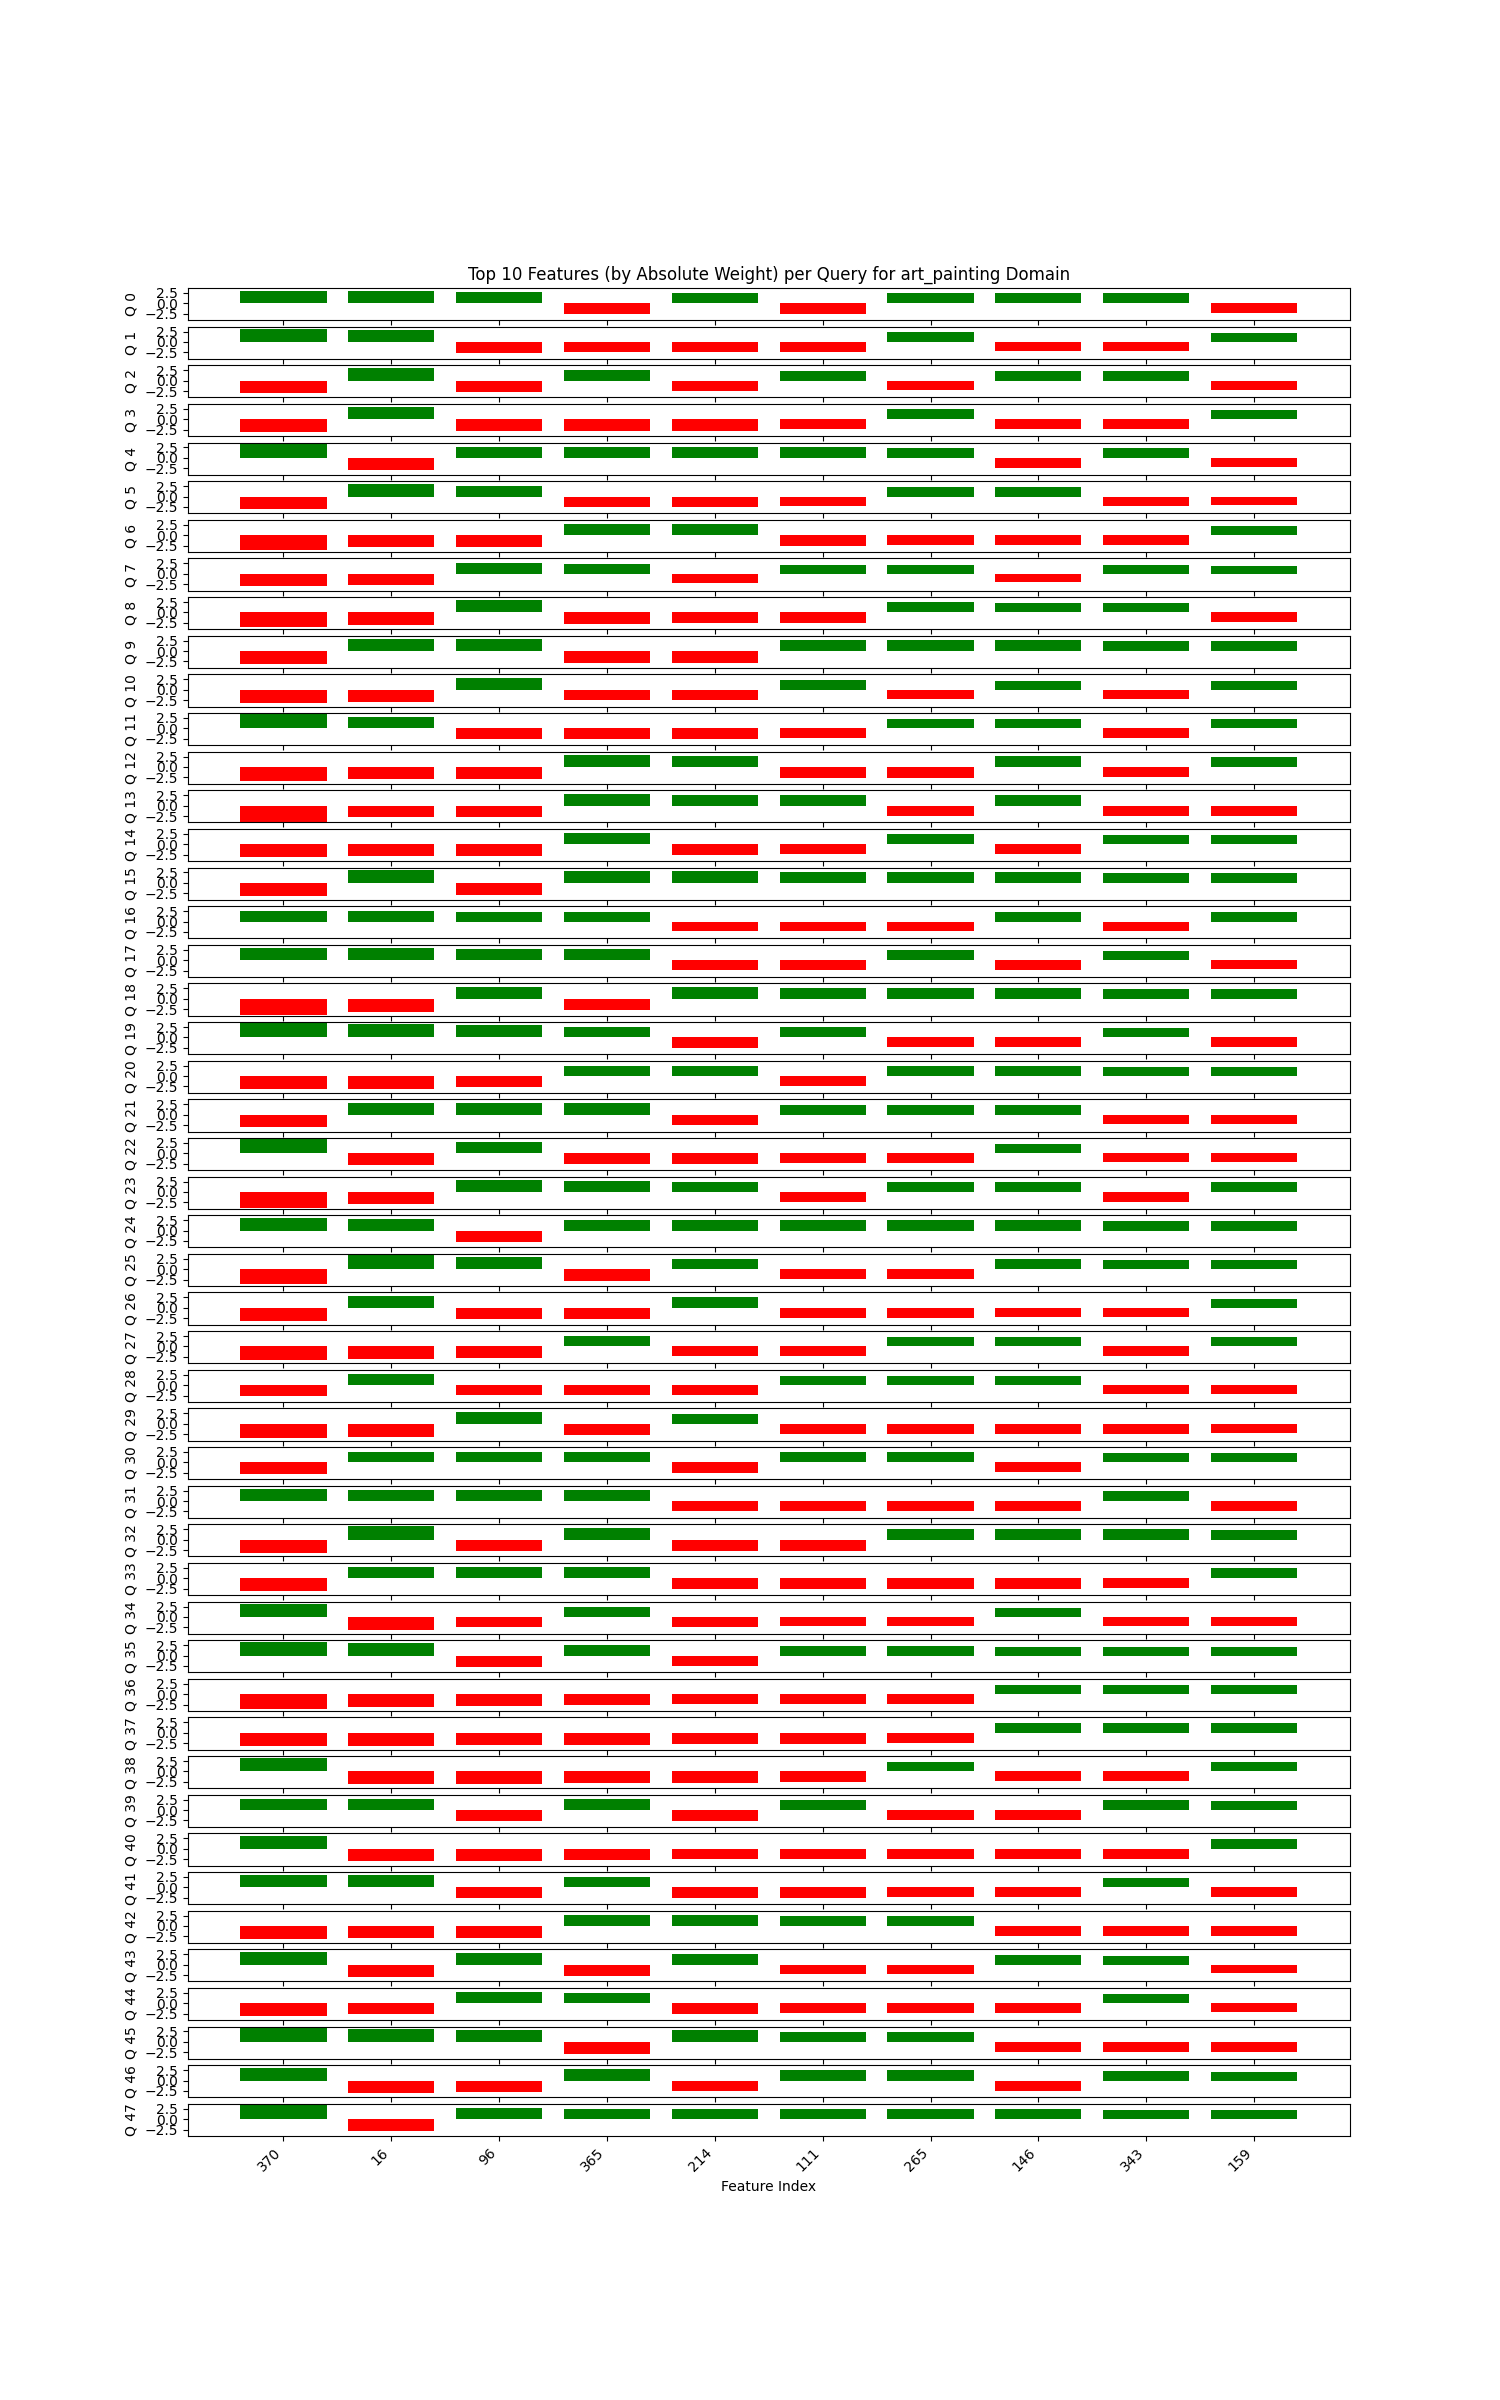 Top 10 Features (by Absolute Weight) per Query for art_painting Domain
Q 0 2.5 0.0 −2.5
Q 1 2.5 0.0 −2.5
Q 2 2.5 0.0 −2.5
Q 3 2.5 0.0 −2.5
Q 4 2.5 0.0 −2.5
Q 5 2.5 0.0 −2.5
Q 6 2.5 0.0 −2.5
Q 7 2.5 0.0 −2.5
Q 8 2.5 0.0 −2.5
Q 9 2.5 0.0 −2.5
Q 10 2.5 0.0 −2.5
Q 11 2.5 0.0 −2.5
Q 12 2.5 0.0 −2.5
Q 13 2.5 0.0 −2.5
Q 14 2.5 0.0 −2.5
Q 15 2.5 0.0 −2.5
Q 16 2.5 0.0 −2.5
Q 17 2.5 0.0 −2.5
Q 18 2.5 0.0 −2.5
Q 19 2.5 0.0 −2.5
Q 20 2.5 0.0 −2.5
Q 21 2.5 0.0 −2.5
Q 22 2.5 0.0 −2.5
Q 23 2.5 0.0 −2.5
Q 24 2.5 0.0 −2.5
Q 25 2.5 0.0 −2.5
Q 26 2.5 0.0 −2.5
Q 27 2.5 0.0 −2.5
Q 28 2.5 0.0 −2.5
Q 29 2.5 0.0 −2.5
Q 30 2.5 0.0 −2.5
Q 31 2.5 0.0 −2.5
Q 32 2.5 0.0 −2.5
Q 33 2.5 0.0 −2.5
Q 34 2.5 0.0 −2.5
Q 35 2.5 0.0 −2.5
Q 36 2.5 0.0 −2.5
Q 37 2.5 0.0 −2.5
Q 38 2.5 0.0 −2.5
Q 39 2.5 0.0 −2.5
Q 40 2.5 0.0 −2.5
Q 41 2.5 0.0 −2.5
Q 42 2.5 0.0 −2.5
Q 43 2.5 0.0 −2.5
Q 44 2.5 0.0 −2.5
Q 45 2.5 0.0 −2.5
Q 46 2.5 0.0 −2.5
Q 47 2.5 0.0 −2.5
370 16 96 365 214 111 265 146 343 159
Feature Index